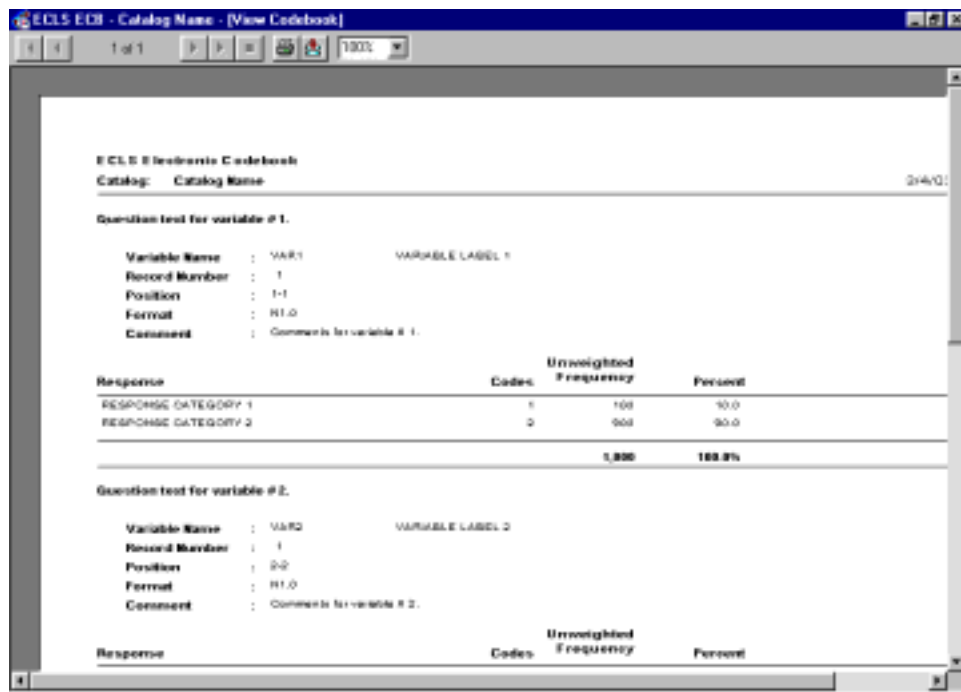 ECLS ECB - Catalog Name - [View Codebook]
1 of 1 100%
ECLS Electronic Codebook
Catalog: Catalog Name
Question text for variable # 1.
Variable Name : VAR1 VARIABLE LABEL 1
Record Number : 1
Position : 1-1
Format : N1.0
Comment : Comments for variable # 1.
Response Codes Unweighted Frequency Percent
RESPONSE CATEGORY 1 1 100 10.0
RESPONSE CATEGORY 2 2 900 90.0
1,000 100.0%
Question text for variable # 2.
Variable Name : VAR2 VARIABLE LABEL 2
Record Number : 1
Position : 2-2
Format : N1.0
Comment : Comments for variable # 2.
Response Codes Unweighted Frequency Percent